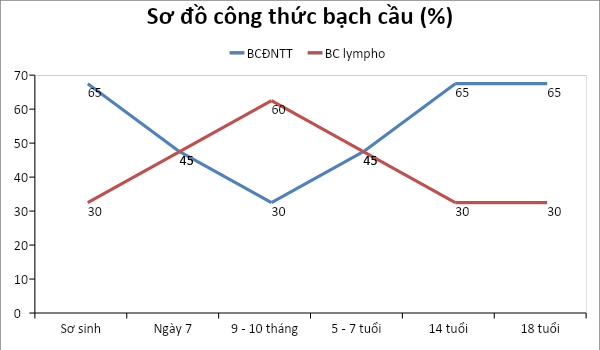 Sơ đồ công thức bạch cầu (%)
BCĐNTT BC lympho
70
60
50
40
30
20
10
0
65 45 30 45 65 65
30 60 30 30
Sơ sinh Ngày 7 9 - 10 tháng 5 - 7 tuổi 14 tuổi 18 tuổi